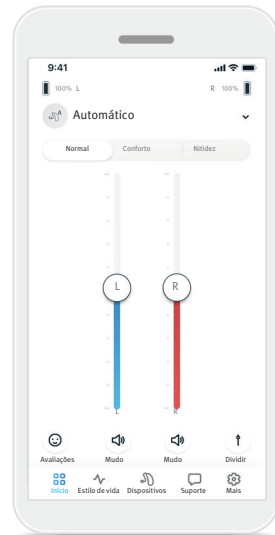 9:41
100% L
R 100%
A
Automático
Normal Conforto Nitidez
L R
L R
Avaliações Mudo Mudo Dividir
Início Estilo de vida Dispositivos Suporte Mais